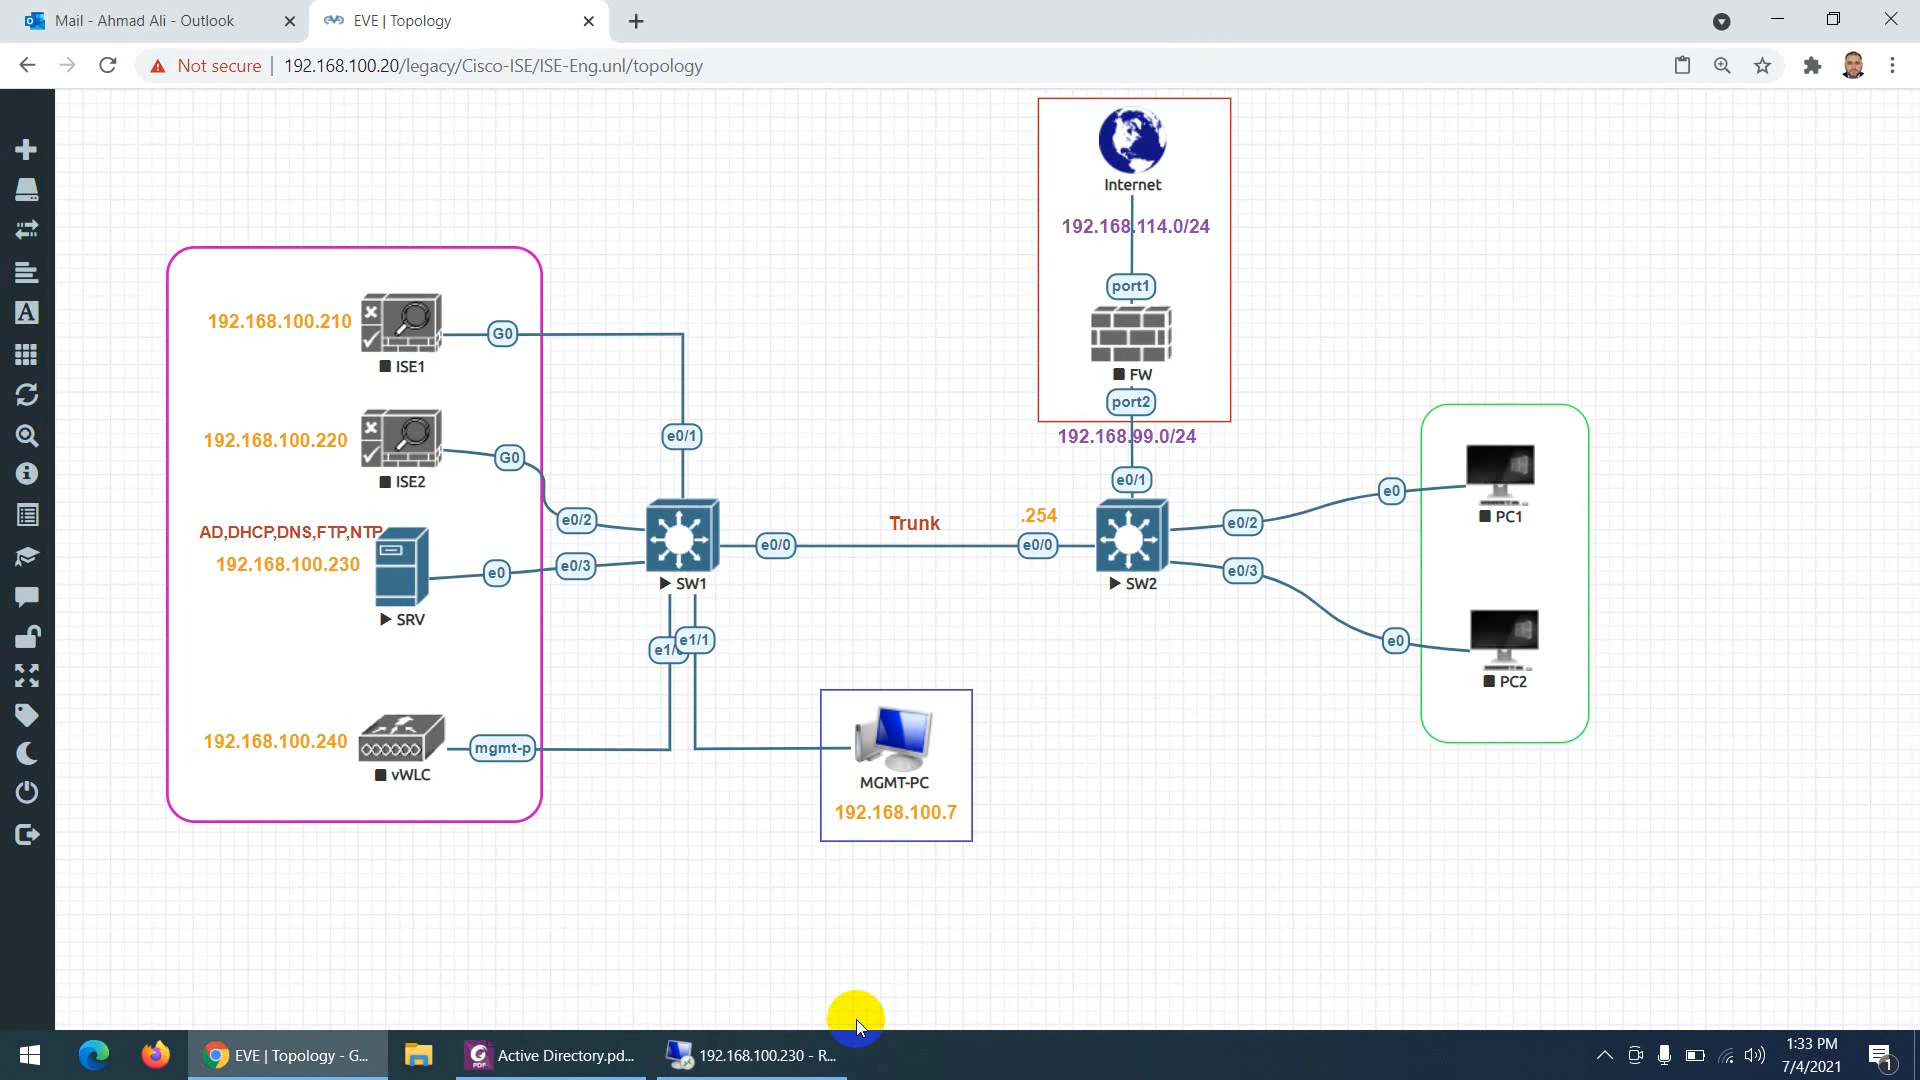 Mail - Ahmad Ali - Outlook
EVE | Topology
Not secure | 192.168.100.20/legacy/Cisco-ISE/ISE-Eng.unl/topology
Internet
192.168.114.0/24
port1
FW
port2
192.168.99.0/24
e0/1
192.168.100.210
ISE1
G0
e0/1
192.168.100.220
ISE2
G0
e0/2
AD,DHCP,DNS,FTP,NTP
192.168.100.230
SRV
e0
e0/3
SW1
e0/0
Trunk
.254
e0/0
SW2
e0/2
e0
PC1
e0/3
e0
PC2
e1/1
192.168.100.240
vWLC
mgmt-p
MGMT-PC
192.168.100.7
EVE | Topology - G...
Active Directory.pd...
192.168.100.230 - R...
1:33 PM
7/4/2021
1